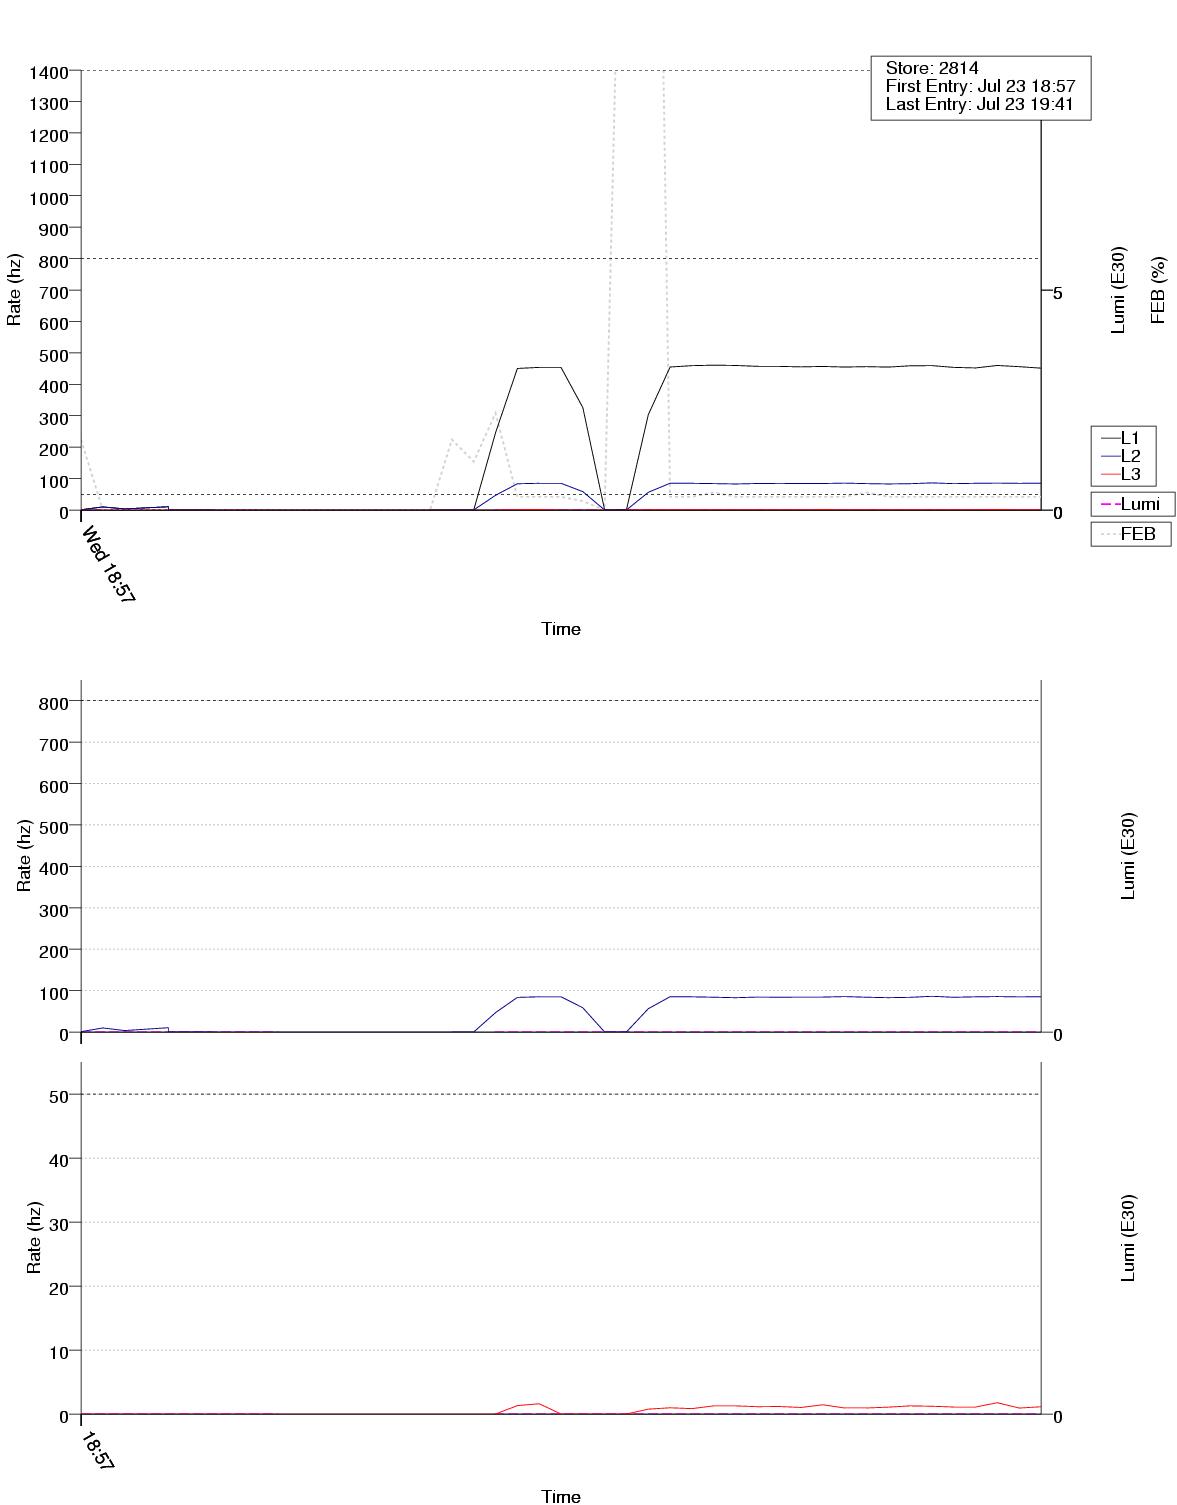 Store: 2814
First Entry: Jul 23 18:57
Last Entry: Jul 23 19:41
1400
1300
1200
1100
1000
900
800
700
600
500
400
300
200
100
0
Rate (hz)
5
0
Lumi (E30)
FEB (%)
L1
L2
L3
Lumi
FEB
Wed 18:57
Time
800
700
600
500
400
300
200
100
0
Rate (hz)
0
Lumi (E30)
50
40
30
20
10
0
Rate (hz)
0
Lumi (E30)
18:57
Time